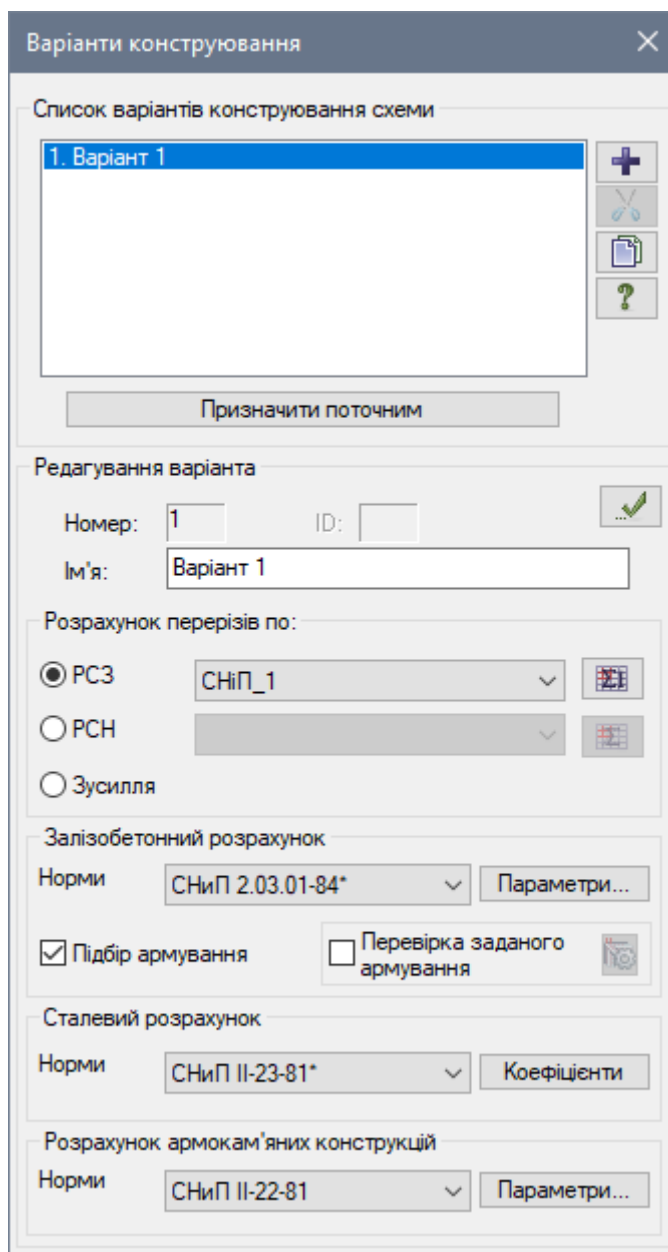 Варіанти конструювання
Список варіантів конструювання схеми
1. Варіант 1
Призначити поточним
Редагування варіанта
Номер: 1 ID:
Ім'я: Варіант 1
Розрахунок перерізів по:
РСЗ СНіП_1
РСН
Зусилля
Залізобетонний розрахунок
Норми СНиП 2.03.01-84* Параметри...
Підбір армування Перевірка заданого
армування
Сталевий розрахунок
Норми СНиП II-23-81* Коефіцієнти
Розрахунок армокам'яних конструкцій
Норми СНиП II-22-81 Параметри...